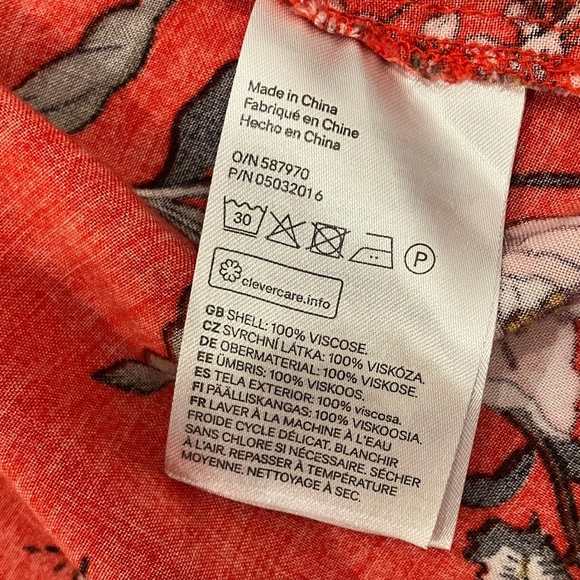 Made in China
Fabriqué en Chine
Hecho en China
O/N 587970
P/N 05032016
30
P
clevercare.info
GB SHELL: 100% VISCOSE.
CZ SVRCHNÍ LÁTKA: 100% VISKÓZA.
DE OBERMATERIAL: 100% VISKOSE.
EE ÜMBRIS: 100% VISKOOS.
ES TELA EXTERIOR: 100% viscosa.
FI PÄÄLLISKANGAS: 100% VISKOOSIA.
FR LAVER À LA MACHINE À L'EAU
FROIDE CYCLE DÉLICAT. BLANCHIR
SANS CHLORE SI NÉCESSAIRE. SÉCHER
À L'AIR. REPASSER À TEMPÉRATURE
MOYENNE. NETTOYAGE À SEC.